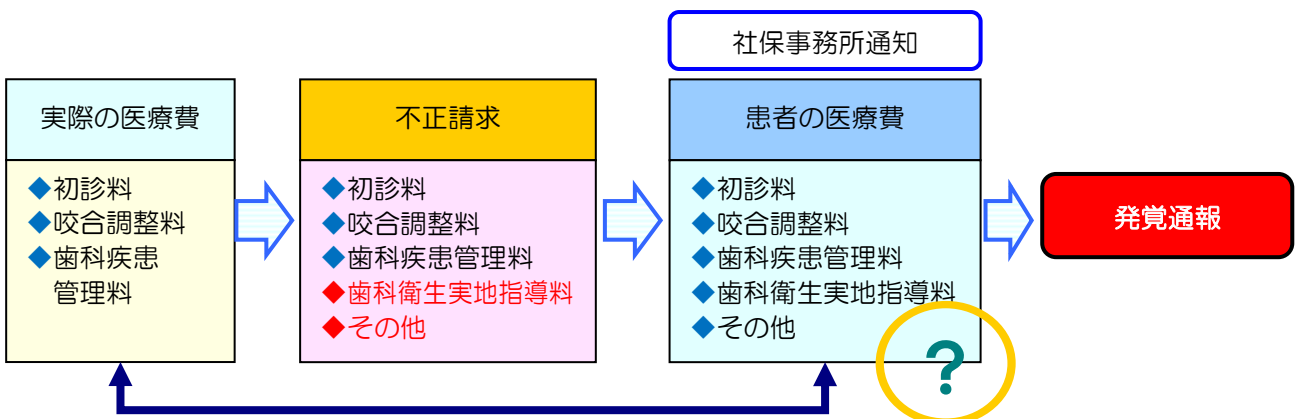 社保事務所通知
実際の医療費
◆初診料
◆咬合調整料
◆歯科疾患
管理料
不正請求
◆初診料
◆咬合調整料
◆歯科疾患管理料
◆歯科衛生実地指導料
◆その他
患者の医療費
◆初診料
◆咬合調整料
◆歯科疾患管理料
◆歯科衛生実地指導料
◆その他
?
発覚通報